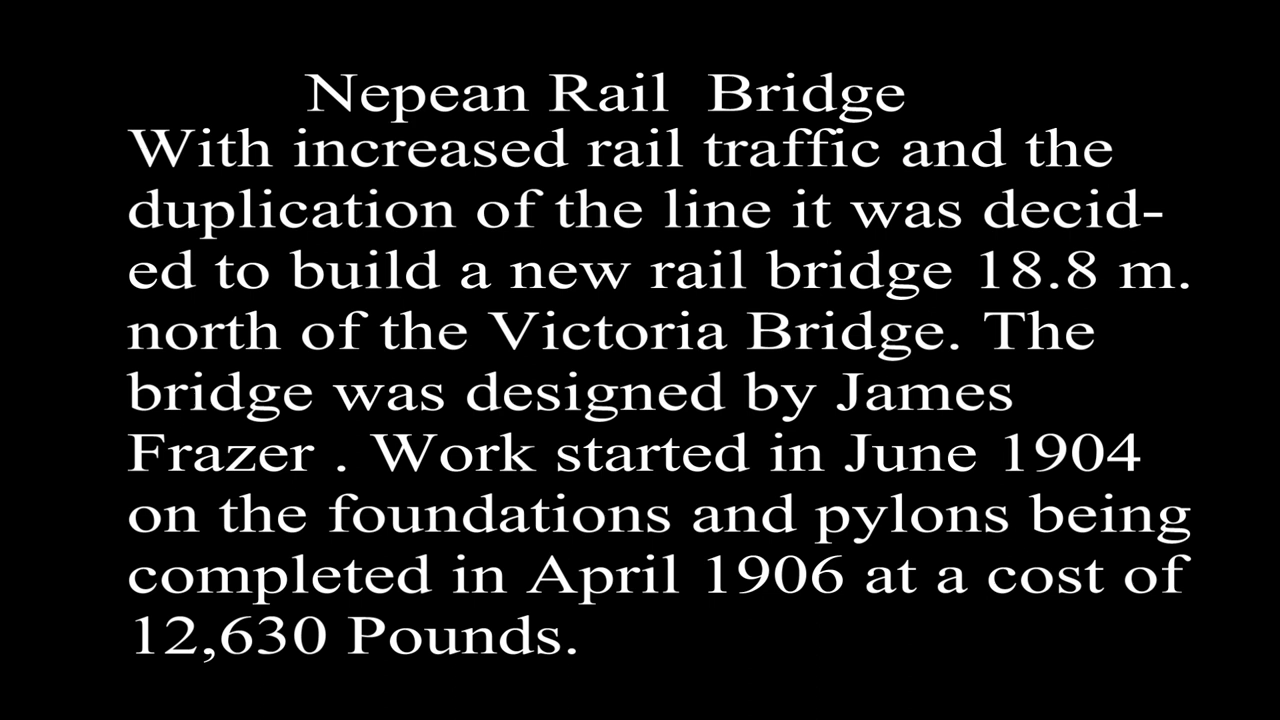 Nepean Rail  Bridge
With increased rail traffic and the
duplication of the line it was decid-
ed to build a new rail bridge 18.8 m.
north of the Victoria Bridge. The
bridge was designed by James
Frazer . Work started in June 1904
on the foundations and pylons being
completed in April 1906 at a cost of
12,630 Pounds.